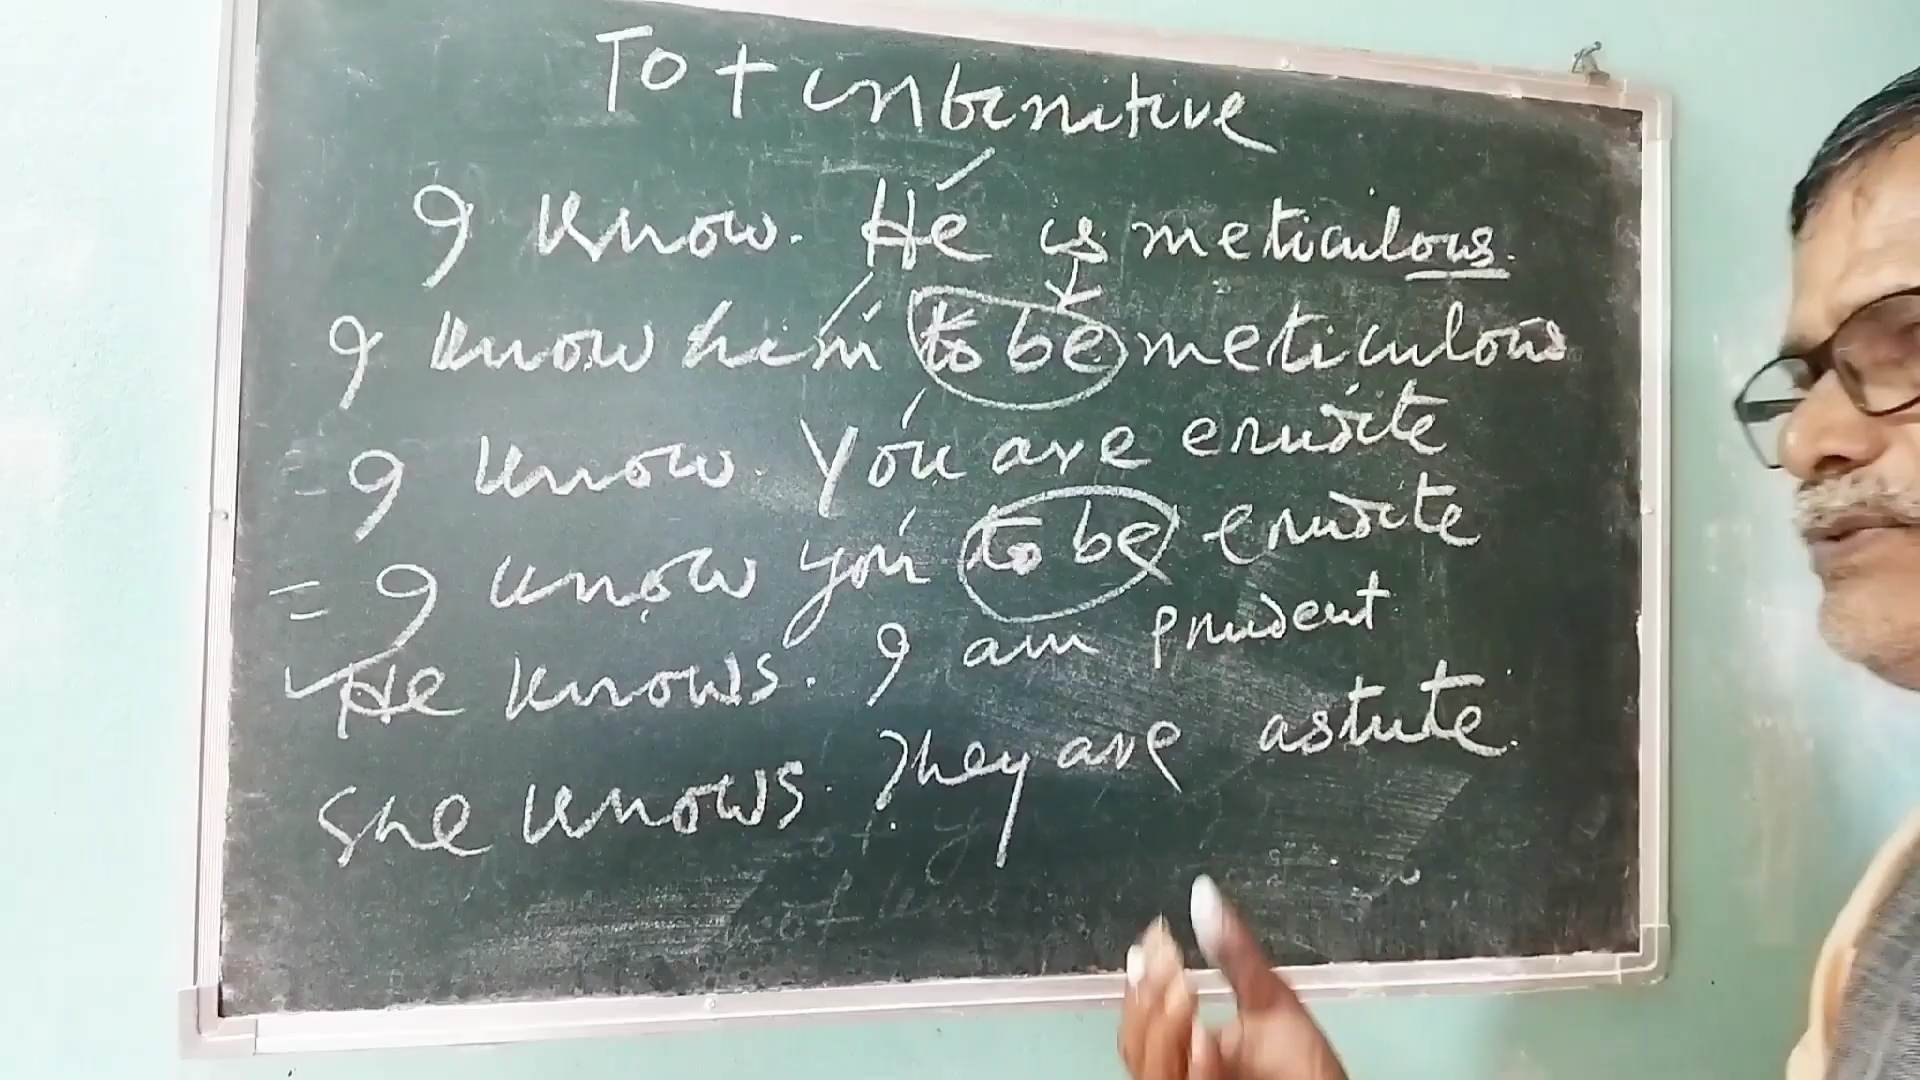 To + infinitive
I know. He is meticulous.
I know him to be meticulous
= I know. You are erudite
= I know you to be erudite
He knows. I am prudent
She knows. They are astute.